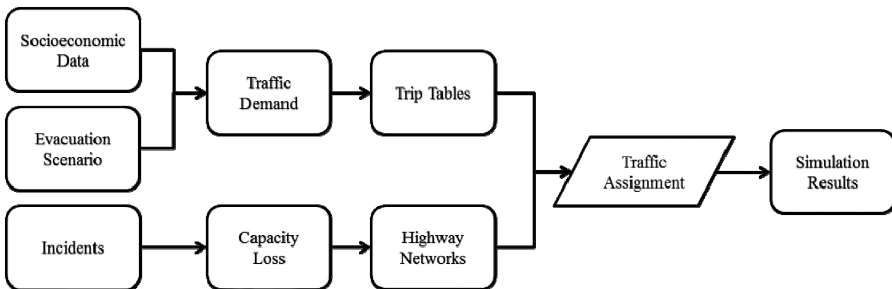 Socioeconomic
Data
Evacuation
Scenario
Traffic
Demand
Trip Tables
Incidents
Capacity
Loss
Highway
Networks
Traffic
Assignment
Simulation
Results